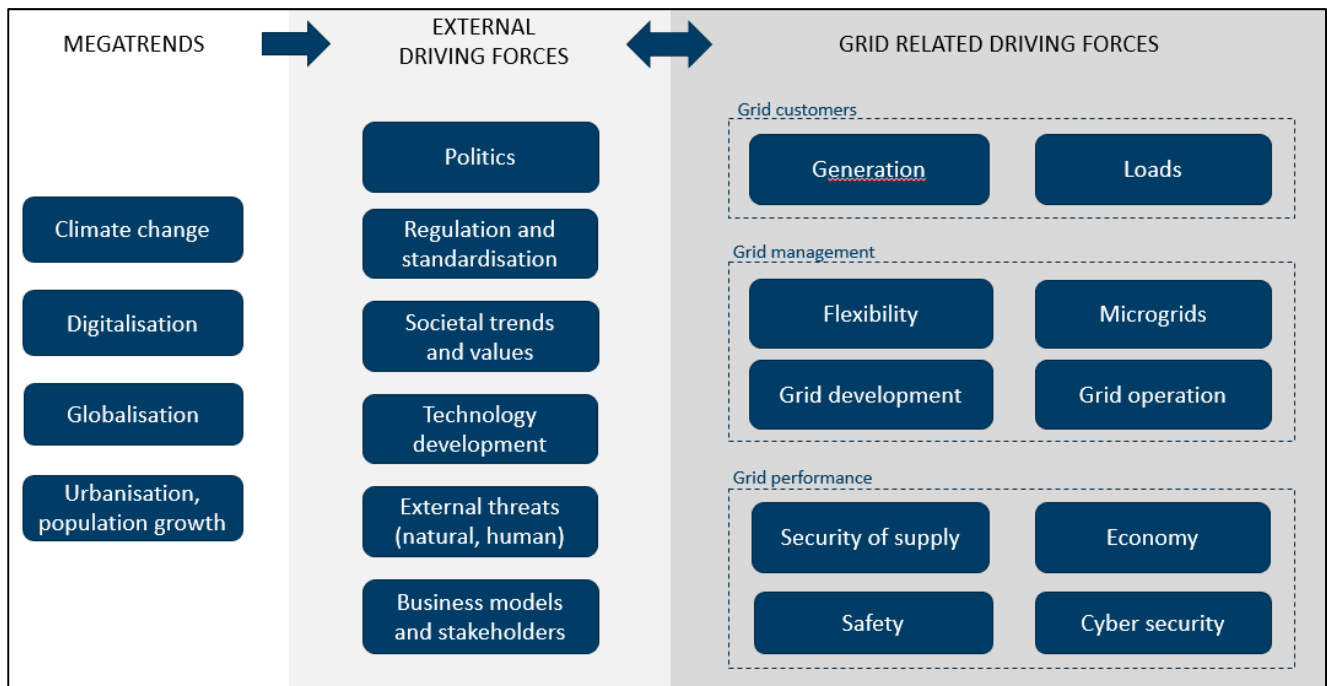 MEGATRENDS
Climate change
Digitalisation
Globalisation
Urbanisation,
population growth
EXTERNAL
DRIVING FORCES
Politics
Regulation and
standardisation
Societal trends
and values
Technology
development
External threats
(natural, human)
Business models
and stakeholders
GRID RELATED DRIVING FORCES
Grid customers
Generation
Loads
Grid management
Flexibility
Microgrids
Grid development
Grid operation
Grid performance
Security of supply
Economy
Safety
Cyber security